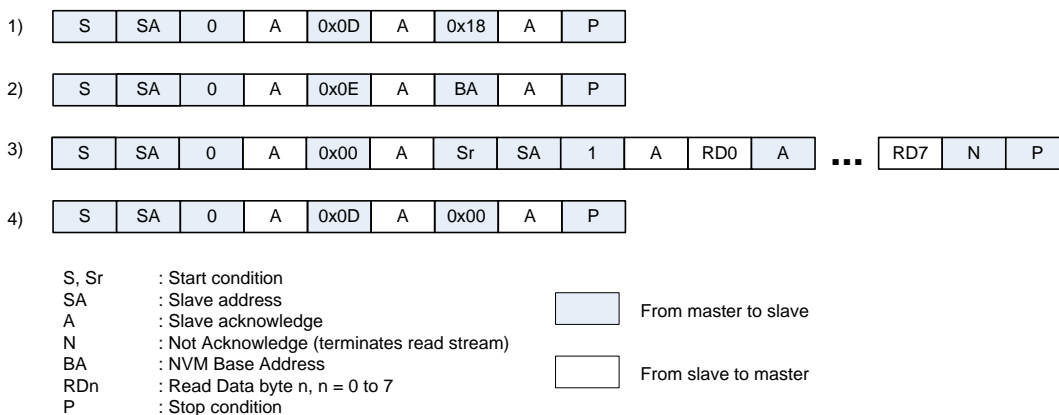 1) S SA 0 A 0x0D A 0x18 A P
2) S SA 0 A 0x0E A BA A P
3) S SA 0 A 0x00 A Sr SA 1 A RD0 A ... RD7 N P
4) S SA 0 A 0x0D A 0x00 A P
S, Sr : Start condition
SA : Slave address
A : Slave acknowledge
N : Not Acknowledge (terminates read stream)
BA : NVM Base Address
RDn : Read Data byte n, n = 0 to 7
P : Stop condition
From master to slave
From slave to master